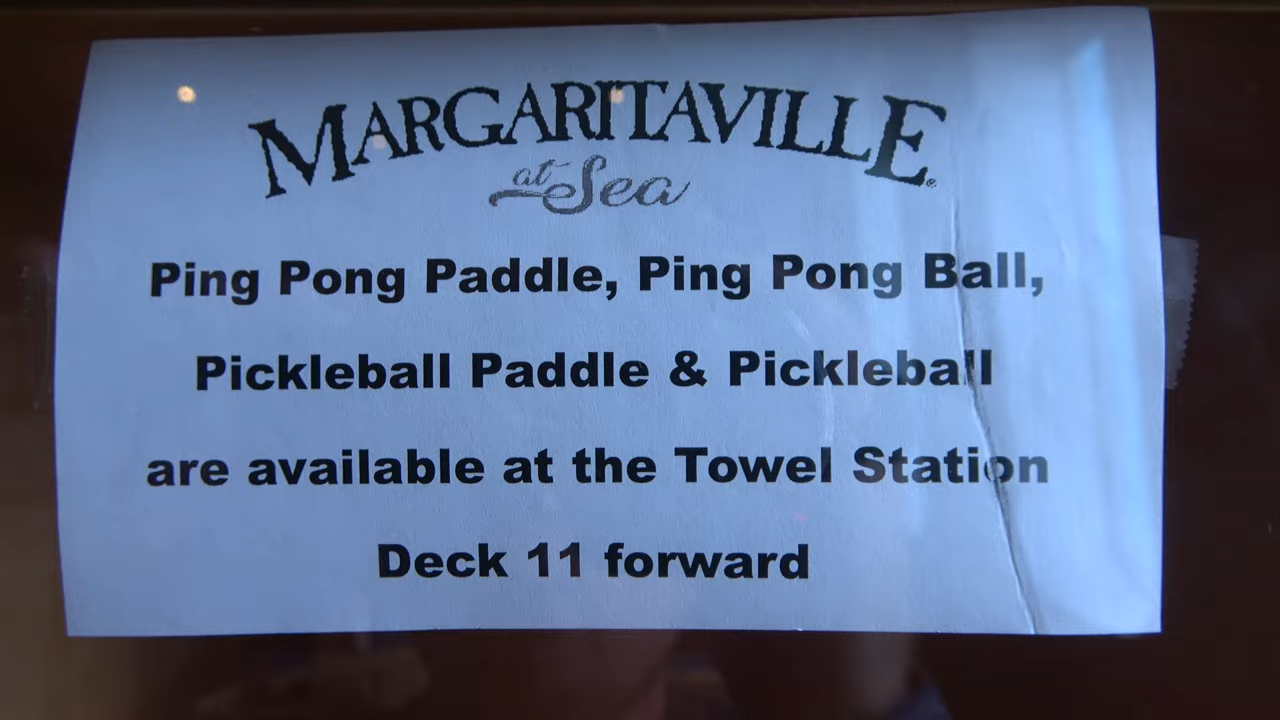 MARGARITAVILLE®
at Sea
Ping Pong Paddle, Ping Pong Ball,
Pickleball Paddle & Pickleball
are available at the Towel Station
Deck 11 forward